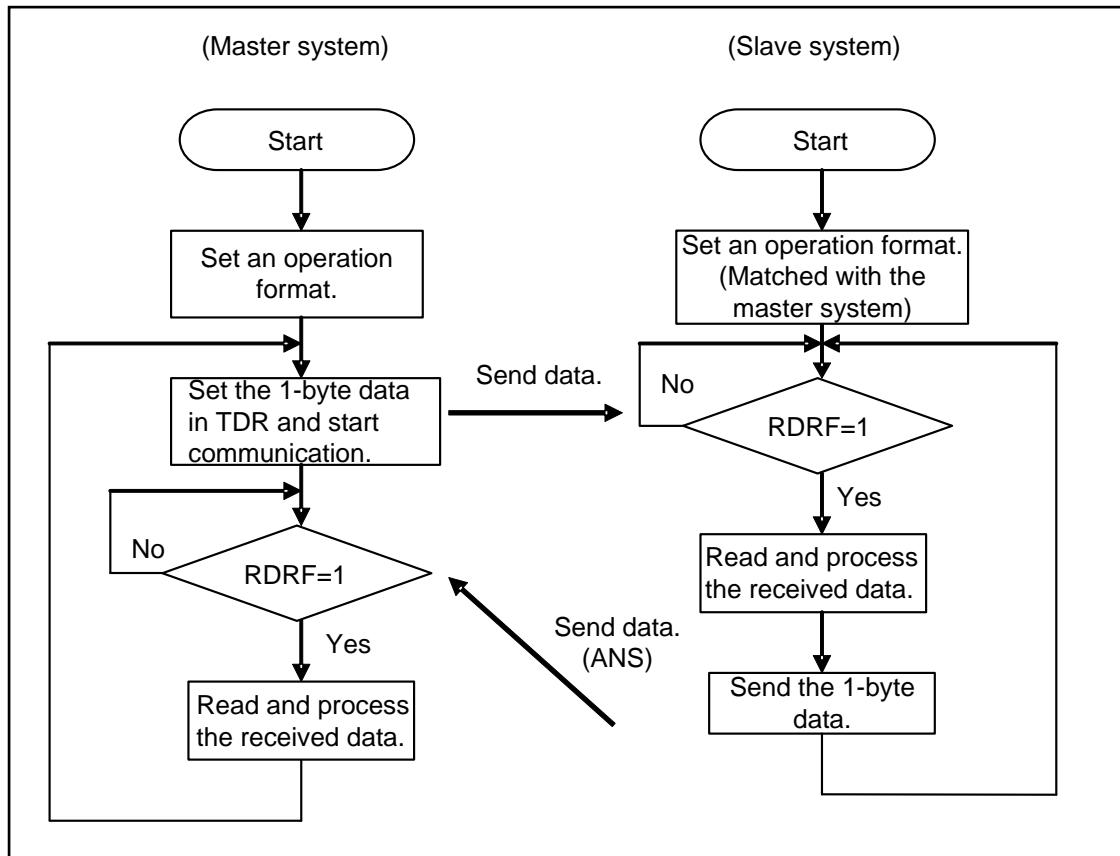 (Master system)
(Slave system)
Start
Start
Set an operation
format.
Set an operation format.
(Matched with the
master system)
Set the 1-byte data
in TDR and start
communication.
Send data.
No
RDRF=1
Yes
Read and process
the received data.
Send the 1-byte
data.
Send data.
(ANS)
No
RDRF=1
Yes
Read and process
the received data.